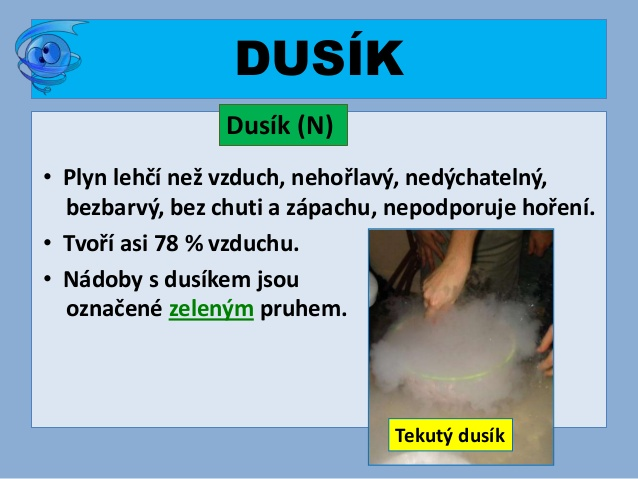 DUSÍK
Dusík (N)
• Plyn lehčí než vzduch, nehořlavý, nedýchatelný,
bezbarvý, bez chuti a zápachu, nepodporuje hoření.
• Tvoří asi 78 % vzduchu.
• Nádoby s dusíkem jsou
označené zeleným pruhem.
Tekutý dusík